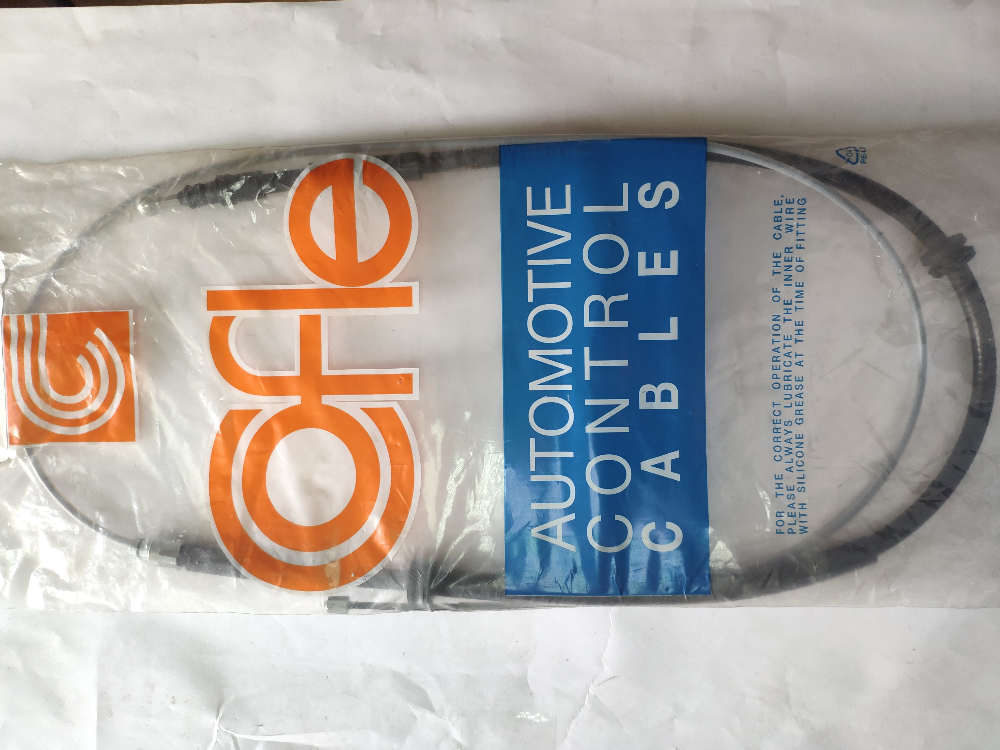 Cofle
AUTOMOTIVE
CONTROL
CABLES
FOR THE CORRECT OPERATION OF THE CABLE,
PLEASE ALWAYS LUBRICATE THE INNER WIRE
WITH SILICONE GREASE AT THE TIME OF FITTING